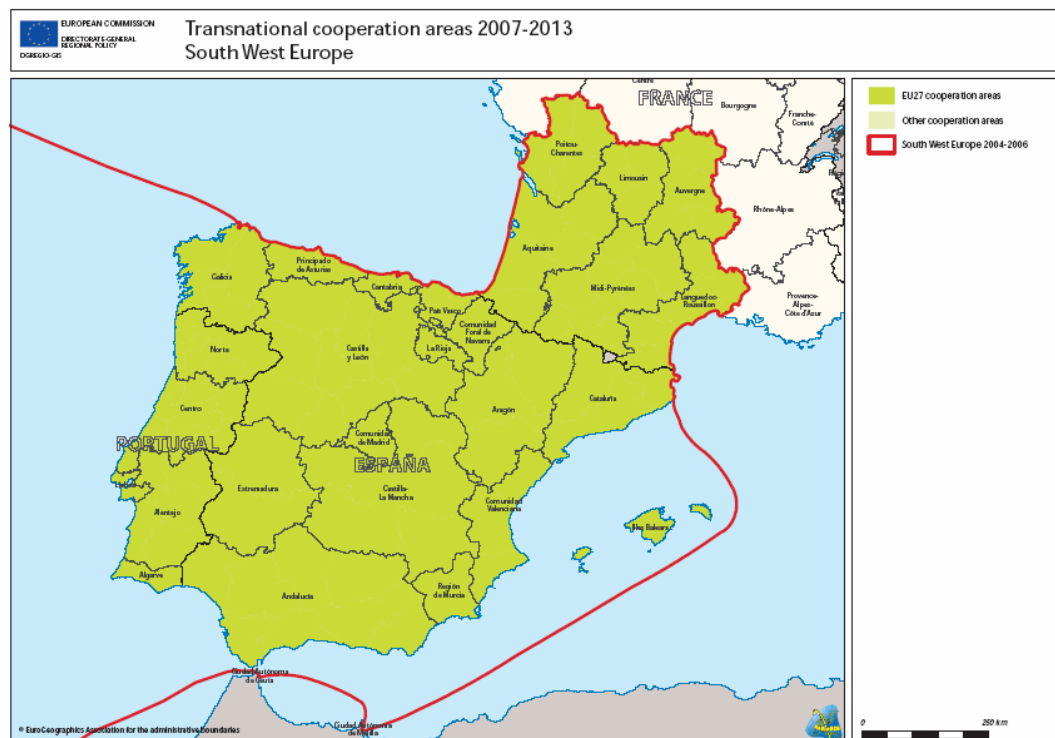 EUROPEAN COMMISSION
DIRECTORATE-GENERAL
REGIONAL POLICY
DGREGIO-GIS
Transnational cooperation areas 2007-2013
South West Europe
EU27 cooperation areas
Other cooperation areas
South West Europe 2004-2006
Centre
FRANCE
Bourgogne
Franche-
Comté
Poitou-
Charentes
Limousin
Auvergne
Rhône-Alpes
Aquitaine
Midi-Pyrénées
Languedoc-
Roussillon
Provence-
Alpes-
Côte d'Azur
Galicia
Principado
de Asturias
Cantabria
País Vasco
Comunidad
Foral de
Navarra
La Rioja
Norte
Castilla
y León
Aragón
Cataluña
Centro
PORTUGAL
Comunidad
de Madrid
ESPAÑA
Extremadura
Castilla-
La Mancha
Comunidad
Valenciana
Illes Balears
Alentejo
Algarve
Andalucía
Región
de Murcia
Ciudad Autónoma
de Ceuta
Ciudad Autónoma
de Melilla
© EuroGeographics Association for the administrative boundaries
0
250 km